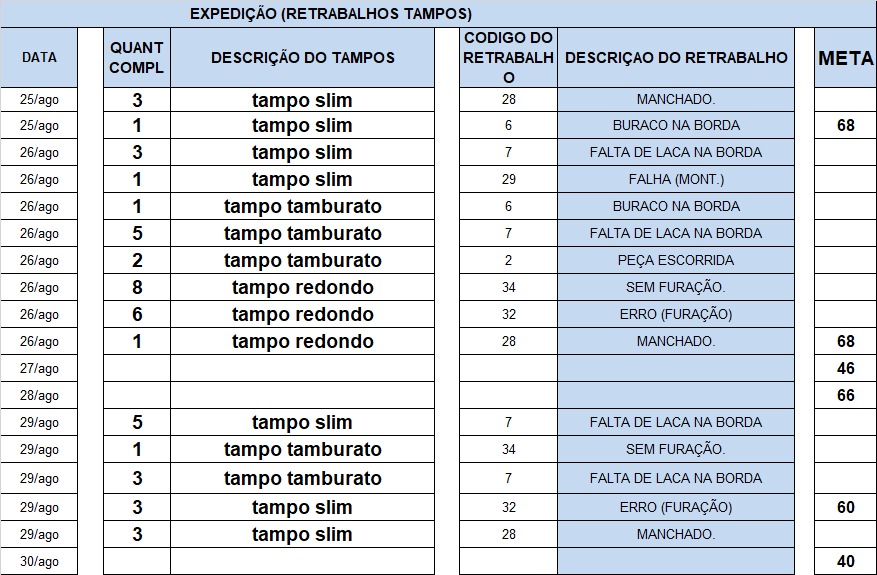 EXPEDIÇÃO (RETRABALHOS TAMPOS)
DATA QUANT COMPL DESCRIÇÃO DO TAMPOS CODIGO DO RETRABALHO DESCRIÇAO DO RETRABALHO META
25/ago 3 tampo slim 28 MANCHADO.
25/ago 1 tampo slim 6 BURACO NA BORDA 68
26/ago 3 tampo slim 7 FALTA DE LACA NA BORDA
26/ago 1 tampo slim 29 FALHA (MONT.)
26/ago 1 tampo tamburato 6 BURACO NA BORDA
26/ago 5 tampo tamburato 7 FALTA DE LACA NA BORDA
26/ago 2 tampo tamburato 2 PEÇA ESCORRIDA
26/ago 8 tampo redondo 34 SEM FURAÇÃO.
26/ago 6 tampo redondo 32 ERRO (FURAÇÃO)
26/ago 1 tampo redondo 28 MANCHADO. 68
27/ago 46
28/ago 66
29/ago 5 tampo slim 7 FALTA DE LACA NA BORDA
29/ago 1 tampo tamburato 34 SEM FURAÇÃO.
29/ago 3 tampo tamburato 7 FALTA DE LACA NA BORDA
29/ago 3 tampo slim 32 ERRO (FURAÇÃO) 60
29/ago 3 tampo slim 28 MANCHADO.
30/ago 40